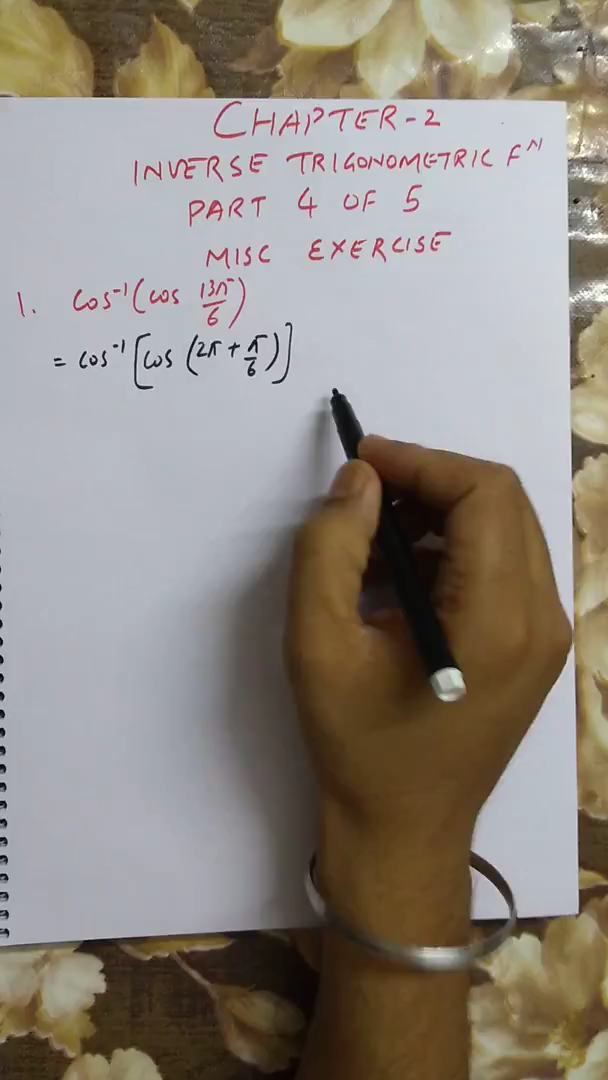 CHAPTER-2
INVERSE TRIGONOMETRIC Fᴺ
PART 4 OF 5
MISC EXERCISE
1. cos⁻¹(cos 13π/6)
= cos⁻¹[cos (2π + π/6)]